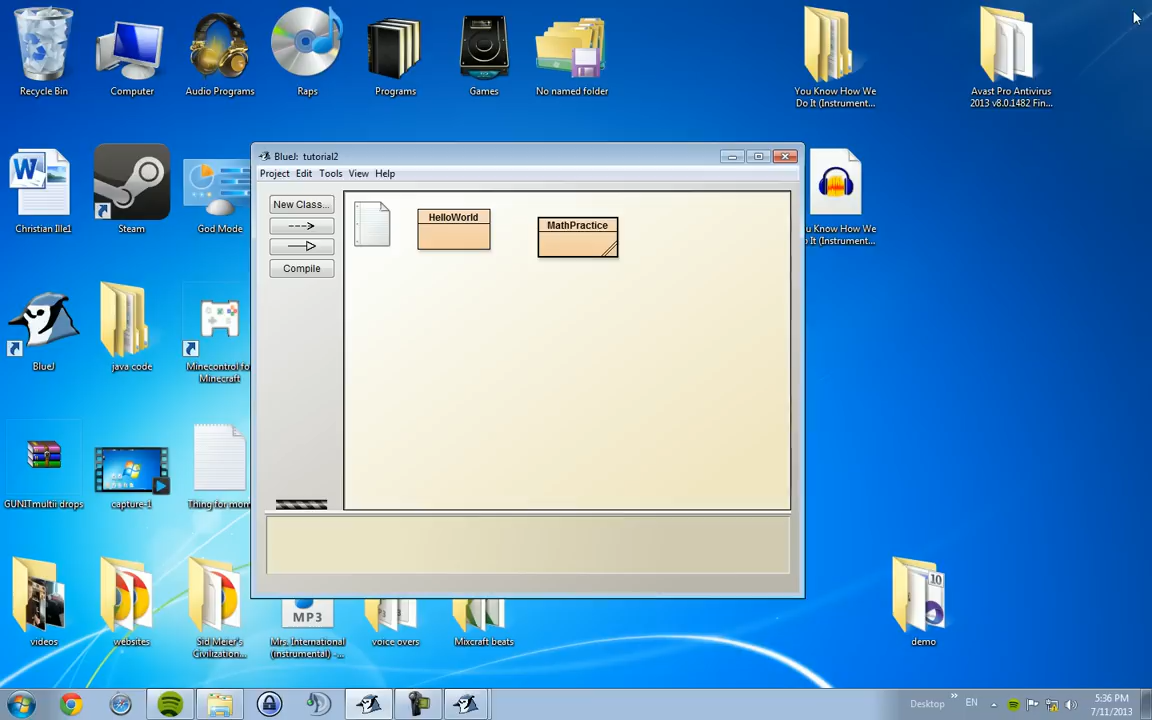 Recycle Bin
Computer
Audio Programs
Raps
Programs
Games
No named folder
You Know How We
Do It (Instrument...
Avast Pro Antivirus
2013 v8.0.1482 Fin...
BlueJ: tutorial2
Project Edit Tools View Help
New Class...
HelloWorld
MathPractice
Compile
Christian Ille1
Steam
God Mode
u Know How We
o It (Instrument...
BlueJ
java code
Minecontrol for
Minecraft
GUNITmultii drops
capture-1
Thing for mom
videos
websites
Sid Meier's
Civilization...
MP3
Mrs. International
(instrumental) -...
voice overs
Mixcraft beats
10
demo
Desktop
»
EN
5:36 PM
7/11/2013